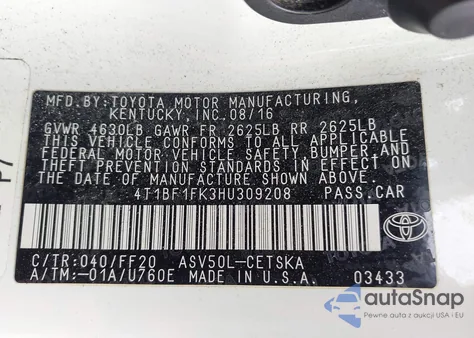 MFD.BY:TOYOTA MOTOR MANUFACTURING,
KENTUCKY,INC.08/16
GVWR 4630LB GAWR FR 2625LB RR 2625LB
THIS VEHICLE CONFORMS TO ALL APPLICABLE
FEDERAL MOTOR VEHICLE SAFETY, BUMPER AND
THEFT PREVENTION STANDARDS IN EFFECT ON
THE DATE OF MANUFACTURE SHOWN ABOVE.
4T1BF1FK3HU309208 PASS.CAR
C/TR:040/FF20 ASV50L-CETSKA
A/TM:-01A/U760E MADE IN U.S.A. 03433
TOYOTA
autoSnap
Pewne auta z aukcji w USA i EU